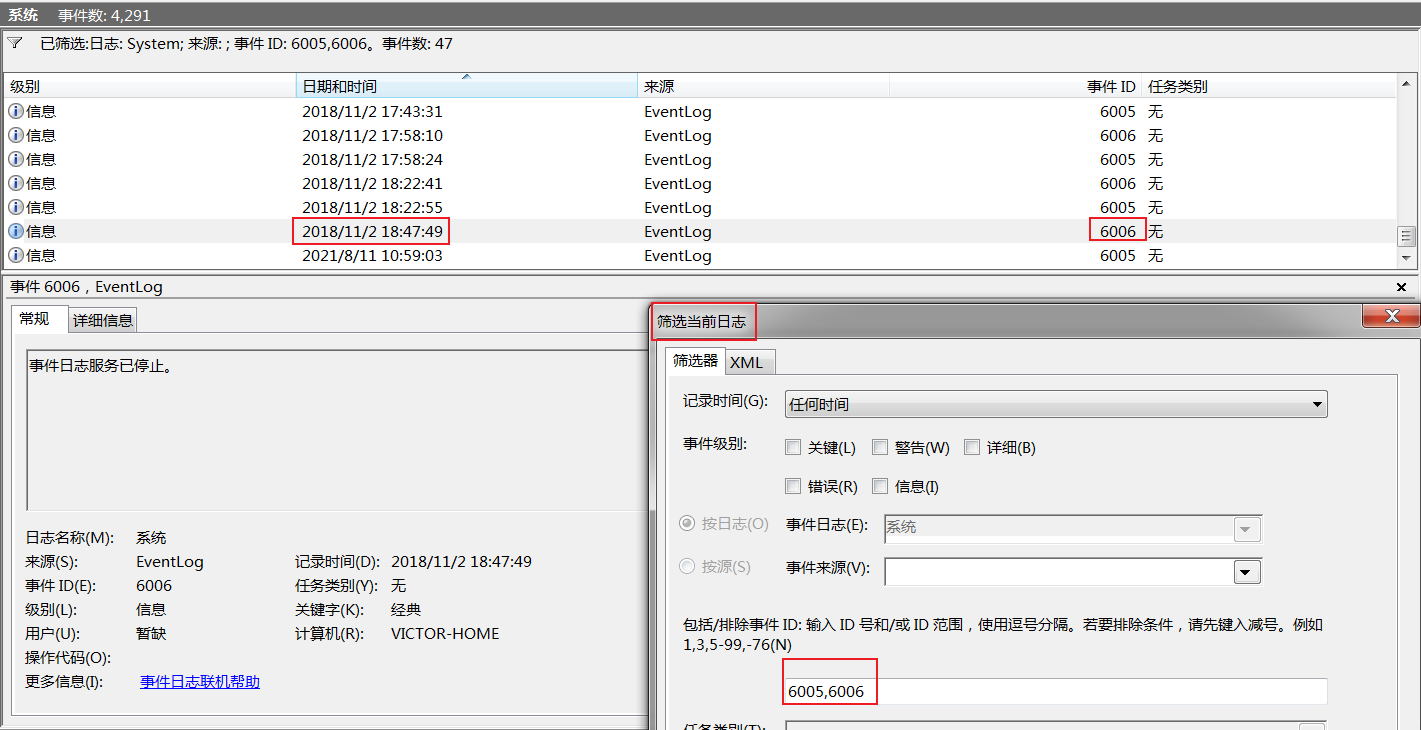 系统 事件数: 4,291
已筛选:日志: System; 来源: ; 事件 ID: 6005,6006。事件数: 47
级别 日期和时间 来源 事件 ID 任务类别
信息 2018/11/2 17:43:31 EventLog 6005 无
信息 2018/11/2 17:58:10 EventLog 6006 无
信息 2018/11/2 17:58:24 EventLog 6005 无
信息 2018/11/2 18:22:41 EventLog 6006 无
信息 2018/11/2 18:22:55 EventLog 6005 无
信息 2018/11/2 18:47:49 EventLog 6006 无
信息 2021/8/11 10:59:03 EventLog 6005 无
事件 6006，EventLog
常规 详细信息
事件日志服务已停止。
日志名称(M): 系统
来源(S): EventLog 记录时间(D): 2018/11/2 18:47:49
事件 ID(E): 6006 任务类别(Y): 无
级别(L): 信息 关键字(K): 经典
用户(U): 暂缺 计算机(R): VICTOR-HOME
操作代码(O):
更多信息(I): 事件日志联机帮助
筛选当前日志
筛选器 XML
记录时间(G): 任何时间
事件级别: 关键(L) 警告(W) 详细(B)
错误(R) 信息(I)
按日志(O) 事件日志(E): 系统
按源(S) 事件来源(V):
包括/排除事件 ID: 输入 ID 号和/或 ID 范围，使用逗号分隔。若要排除条件，请先键入减号。例如
1,3,5-99,-76(N)
6005,6006
任务类别(T):